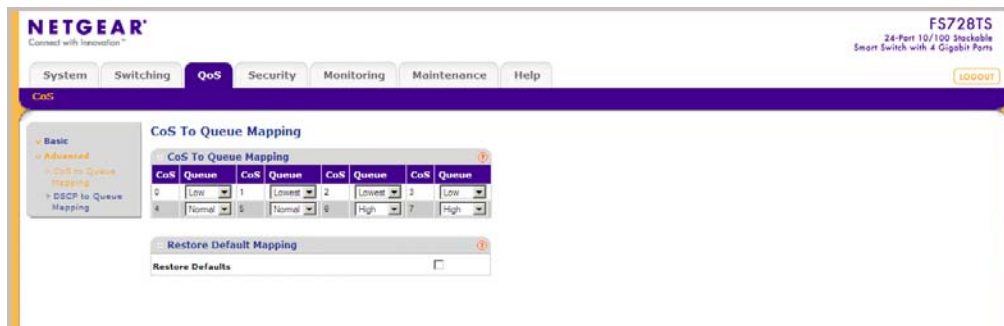 NETGEAR
Connect with Innovation™
FS728TS
24-Port 10/100 Stackable
Smart Switch with 4 Gigabit Ports
System Switching QoS Security Monitoring Maintenance Help
LOGOUT
CoS
Basic
Advanced
CoS to Queue
Mapping
DSCP to Queue
Mapping
CoS To Queue Mapping
CoS To Queue Mapping
CoS Queue CoS Queue CoS Queue CoS Queue
0 Low 1 Lowest 2 Lowest 3 Low
4 Normal 5 Normal 6 High 7 High
Restore Default Mapping
Restore Defaults